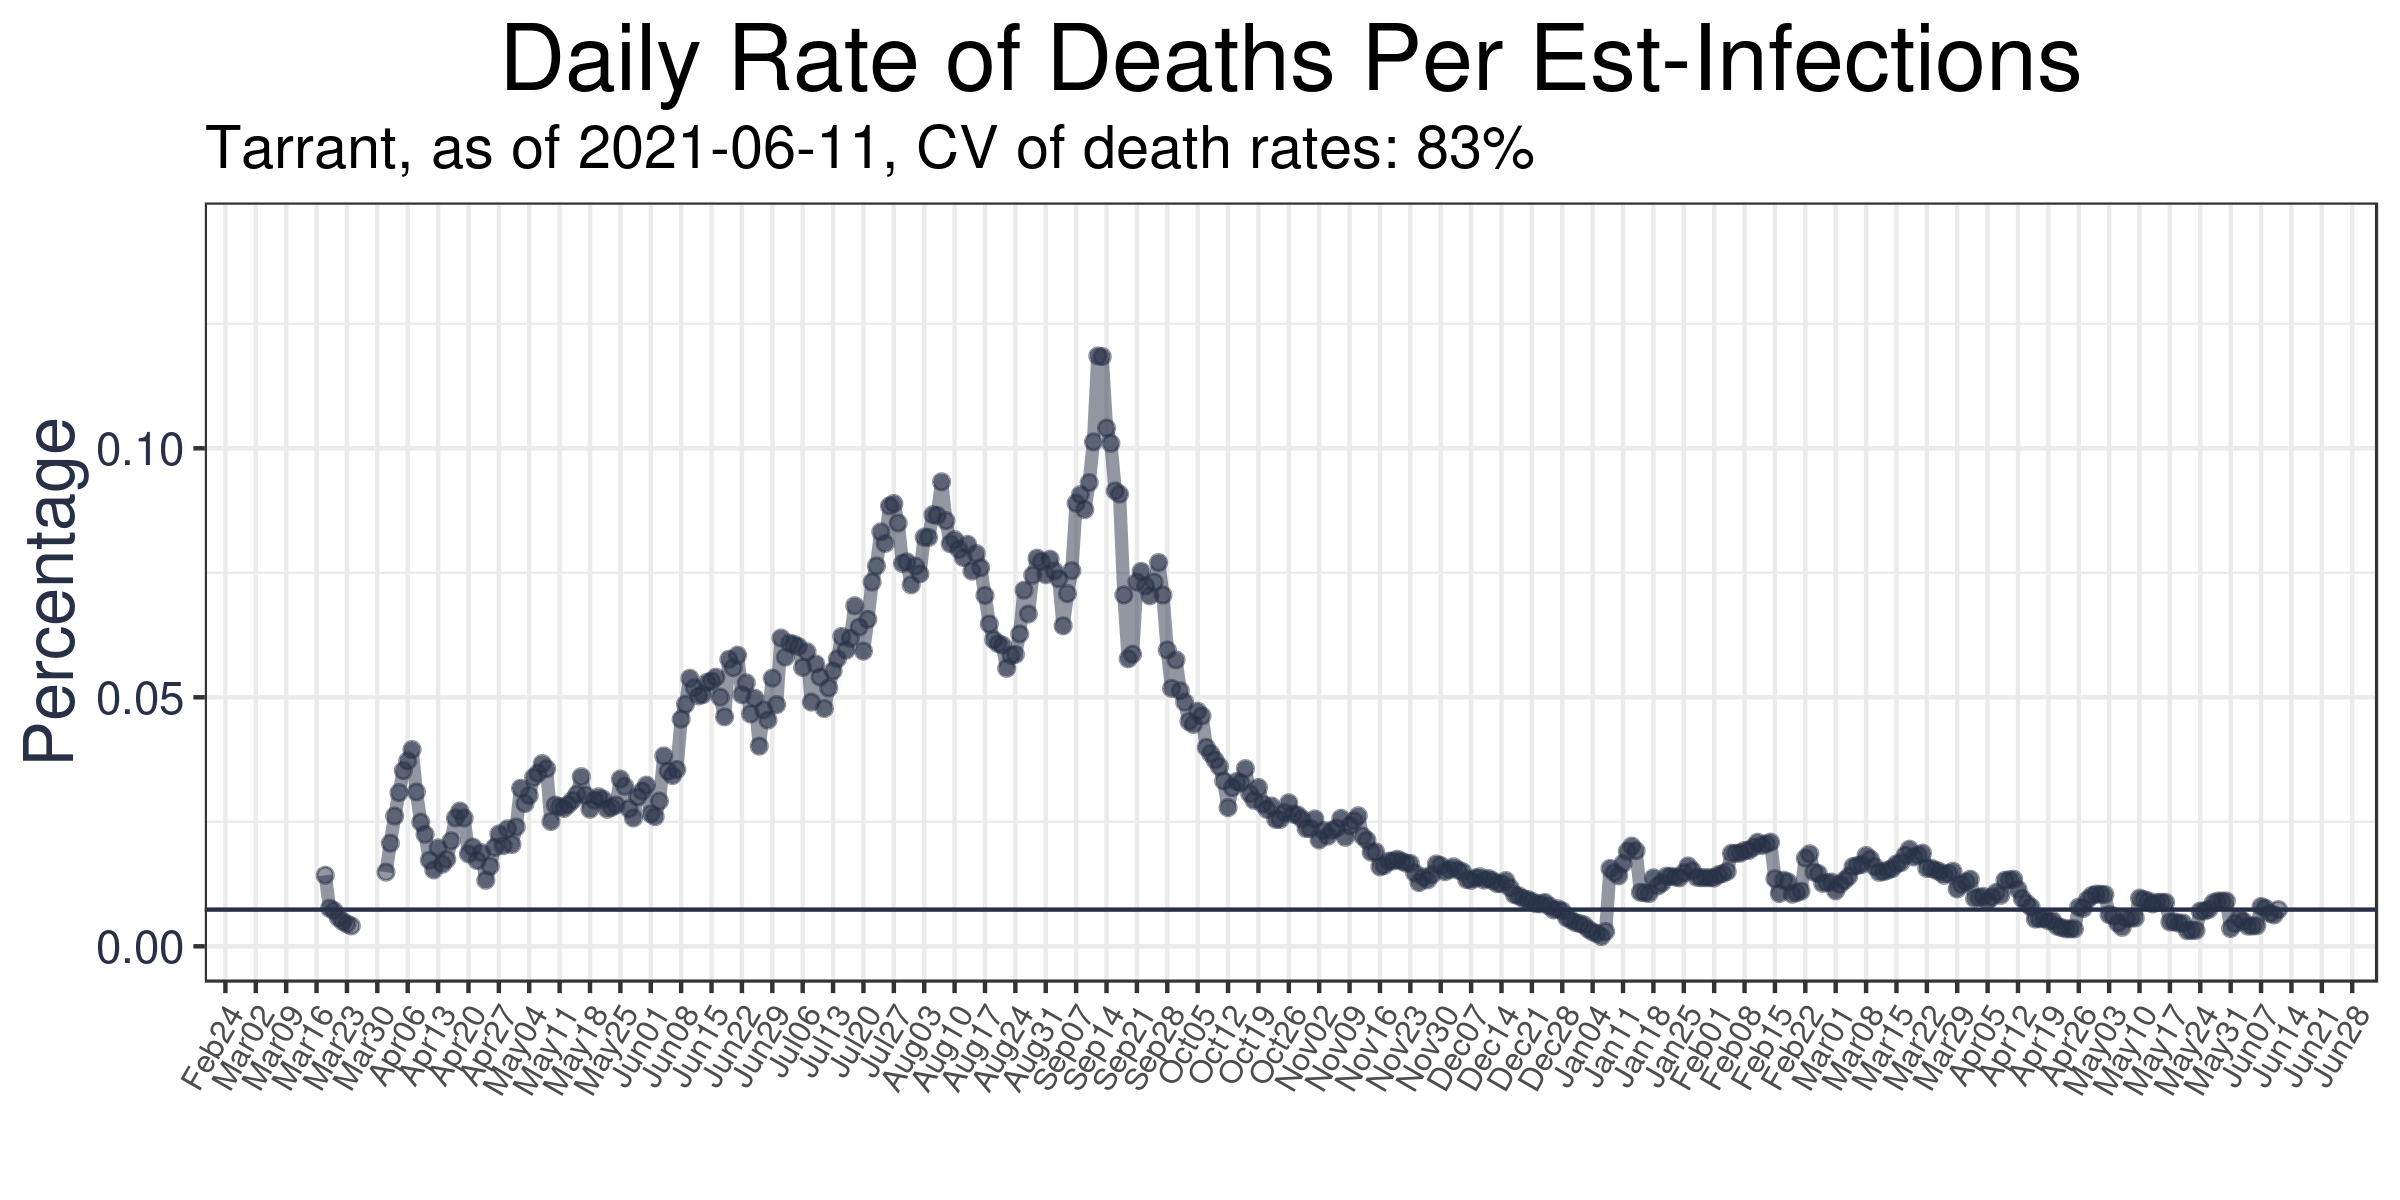 Daily Rate of Deaths Per Est-Infections
Tarrant, as of 2021-06-11, CV of death rates: 83%
Percentage
0.10
0.05
0.00
Feb24
Mar02
Mar09
Mar16
Mar23
Mar30
Apr06
Apr13
Apr20
Apr27
May04
May11
May18
May25
Jun01
Jun08
Jun15
Jun22
Jun29
Jul06
Jul13
Jul20
Jul27
Aug03
Aug10
Aug17
Aug24
Aug31
Sep07
Sep14
Sep21
Sep28
Oct05
Oct12
Oct19
Oct26
Nov02
Nov09
Nov16
Nov23
Nov30
Dec07
Dec14
Dec21
Dec28
Jan04
Jan11
Jan18
Jan25
Feb01
Feb08
Feb15
Feb22
Mar01
Mar08
Mar15
Mar22
Mar29
Apr05
Apr12
Apr19
Apr26
May03
May10
May17
May24
May31
Jun07
Jun14
Jun21
Jun28